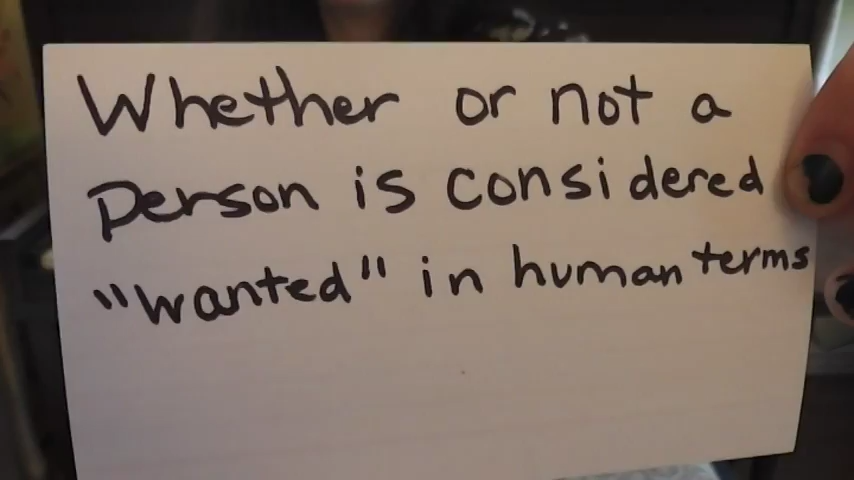 Whether or not a
Person is considered
"wanted" in human terms